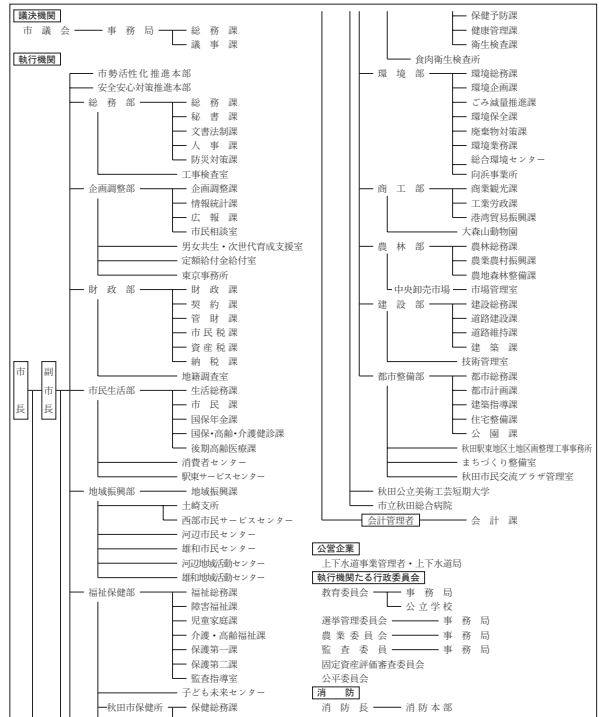 議決機関
市議会 事務局 総務課
議事課
執行機関
市勢活性化推進本部
安全安心対策推進本部
総務部 総務課
秘書課
文書法制課
人事課
防災対策課
工事検査室
企画調整部 企画調整課
情報統計課
広報課
市民相談室
男女共生・次世代育成支援室
定額給付金給付室
東京事務所
財政部 財政課
契約課
管財課
市民税課
資産税課
納税課
地籍調査室
市長
副市長
市民生活部 生活総務課
市民課
国保年金課
国保・高齢・介護健診課
後期高齢医療課
消費者センター
駅東サービスセンター
地域振興部 地域振興課
土崎支所
西部市民サービスセンター
河辺市民センター
雄和市民センター
河辺地域活動センター
雄和地域活動センター
福祉保健部 福祉総務課
障害福祉課
児童家庭課
介護・高齢福祉課
保護第一課
保護第二課
監査指導室
子ども未来センター
秋田市保健所 保健総務課
保健予防課
健康管理課
衛生検査課
食肉衛生検査所
環境部 環境総務課
環境企画課
ごみ減量推進課
環境保全課
廃棄物対策課
環境業務課
総合環境センター
向浜事業所
商工部 商業観光課
工業労政課
港湾貿易振興課
大森山動物園
農林部 農林総務課
農業農村振興課
農地森林整備課
中央卸売市場 市場管理室
建設部 建設総務課
道路建設課
道路維持課
建築課
技術管理室
都市整備部 都市総務課
都市計画課
建築指導課
住宅整備課
公園課
秋田駅東地区土地区画整理工事事務所
まちづくり整備室
秋田市民交流プラザ管理室
秋田公立美術工芸短期大学
市立秋田総合病院
会計管理者 会計課
公営企業
上下水道事業管理者・上下水道局
執行機関たる行政委員会
教育委員会 事務局
公立学校
選挙管理委員会 事務局
農業委員会 事務局
監査委員 事務局
固定資産評価審査委員会
公平委員会
消防
消防長 消防本部